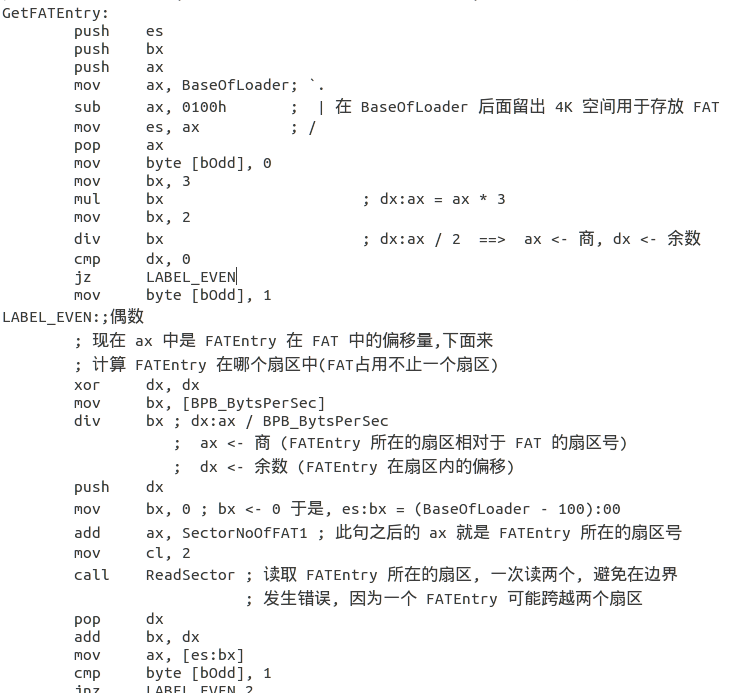 GetFATEntry:
push es
push bx
push ax
mov ax, BaseOfLoader; `.
sub ax, 0100h ; | 在 BaseOfLoader 后面留出 4K 空间用于存放 FAT
mov es, ax ; /
pop ax
mov byte [bOdd], 0
mov bx, 3
mul bx ; dx:ax = ax * 3
mov bx, 2
div bx ; dx:ax / 2 ==> ax <- 商, dx <- 余数
cmp dx, 0
jz LABEL_EVEN
mov byte [bOdd], 1
LABEL_EVEN:;偶数
; 现在 ax 中是 FATEntry 在 FAT 中的偏移量,下面来
; 计算 FATEntry 在哪个扇区中(FAT占用不止一个扇区)
xor dx, dx
mov bx, [BPB_BytsPerSec]
div bx ; dx:ax / BPB_BytsPerSec
; ax <- 商 (FATEntry 所在的扇区相对于 FAT 的扇区号)
; dx <- 余数 (FATEntry 在扇区内的偏移)
push dx
mov bx, 0 ; bx <- 0 于是, es:bx = (BaseOfLoader - 100):00
add ax, SectorNoOfFAT1 ; 此句之后的 ax 就是 FATEntry 所在的扇区号
mov cl, 2
call ReadSector ; 读取 FATEntry 所在的扇区, 一次读两个, 避免在边界
; 发生错误, 因为一个 FATEntry 可能跨越两个扇区
pop dx
add bx, dx
mov ax, [es:bx]
cmp byte [bOdd], 1
jnz LABEL_EVEN_2